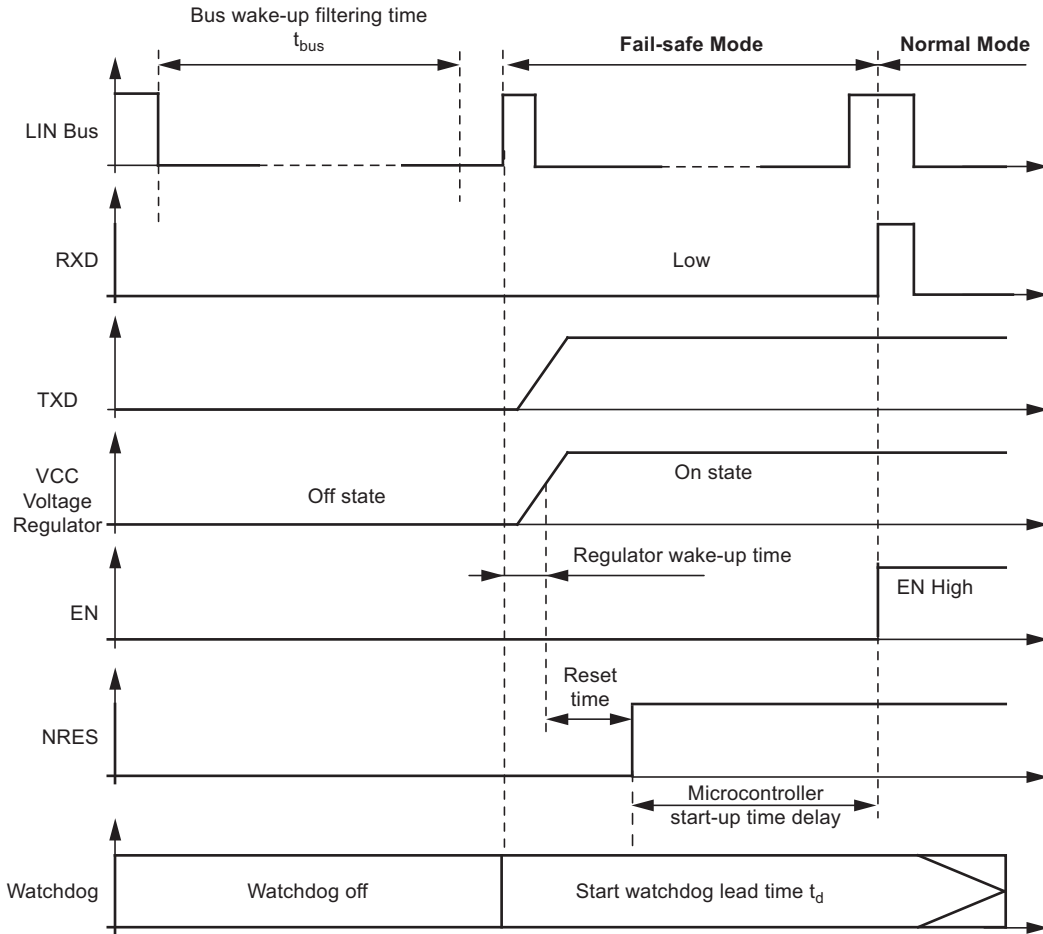 Bus wake-up filtering time
t_bus
Fail-safe Mode
Normal Mode
LIN Bus
RXD
Low
TXD
VCC
Voltage
Regulator
Off state
On state
Regulator wake-up time
EN
EN High
Reset
time
NRES
Microcontroller
start-up time delay
Watchdog
Watchdog off
Start watchdog lead time t_d